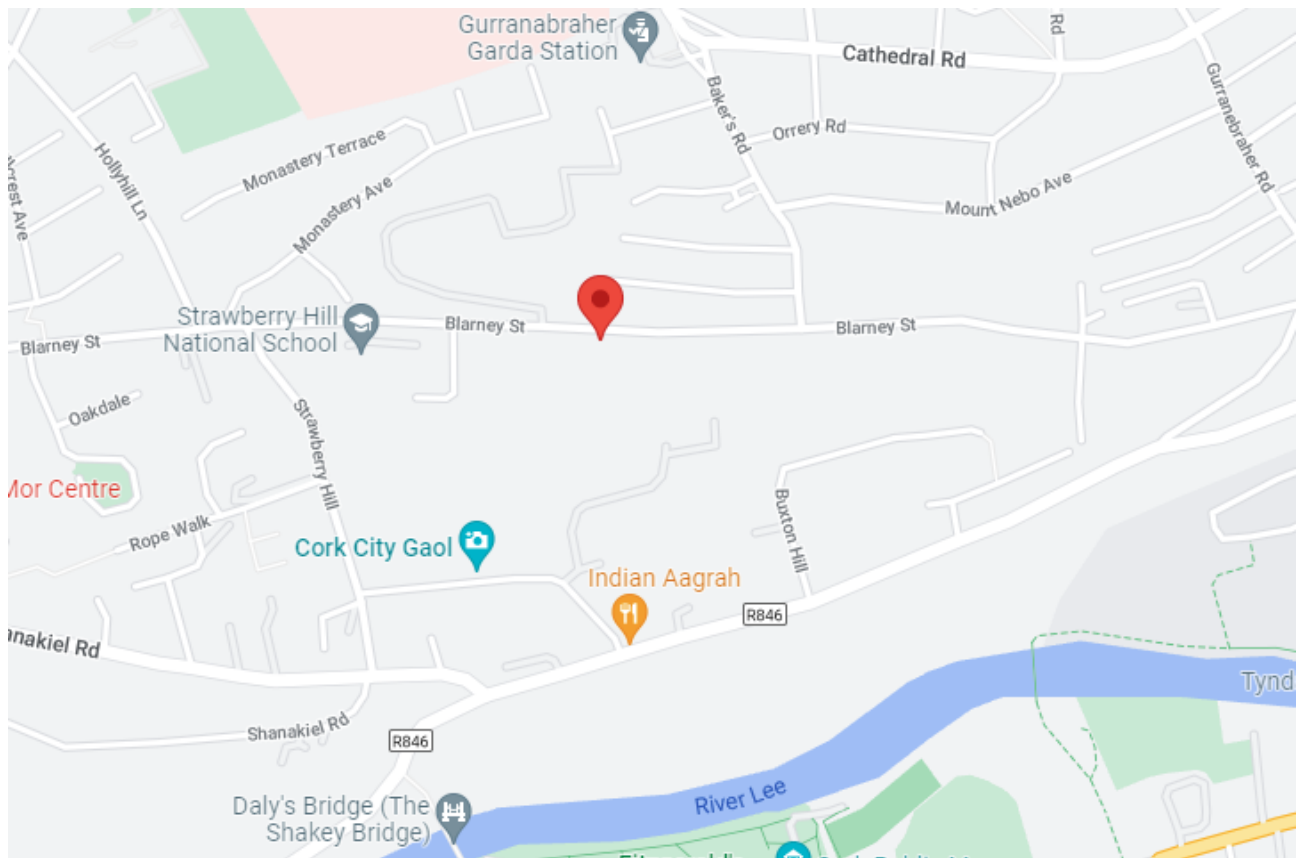 Gurranabraher
Garda Station
Cathedral Rd
Rd
Gurranebraher Rd
Baker's Rd
Orrery Rd
Monastery Terrace
Hollyhill Ln
Mount Nebo Ave
Monastery Ave
Ave
Strawberry Hill
National School
Blarney St
Blarney St
Blarney St
Oakdale
Strawberry Hill
Mor Centre
Rope Walk
Buxton Hill
Cork City Gaol
Indian Aagrah
R846
Rd
Tynd
Shanakiel Rd
R846
River Lee
Daly's Bridge (The
Shakey Bridge)